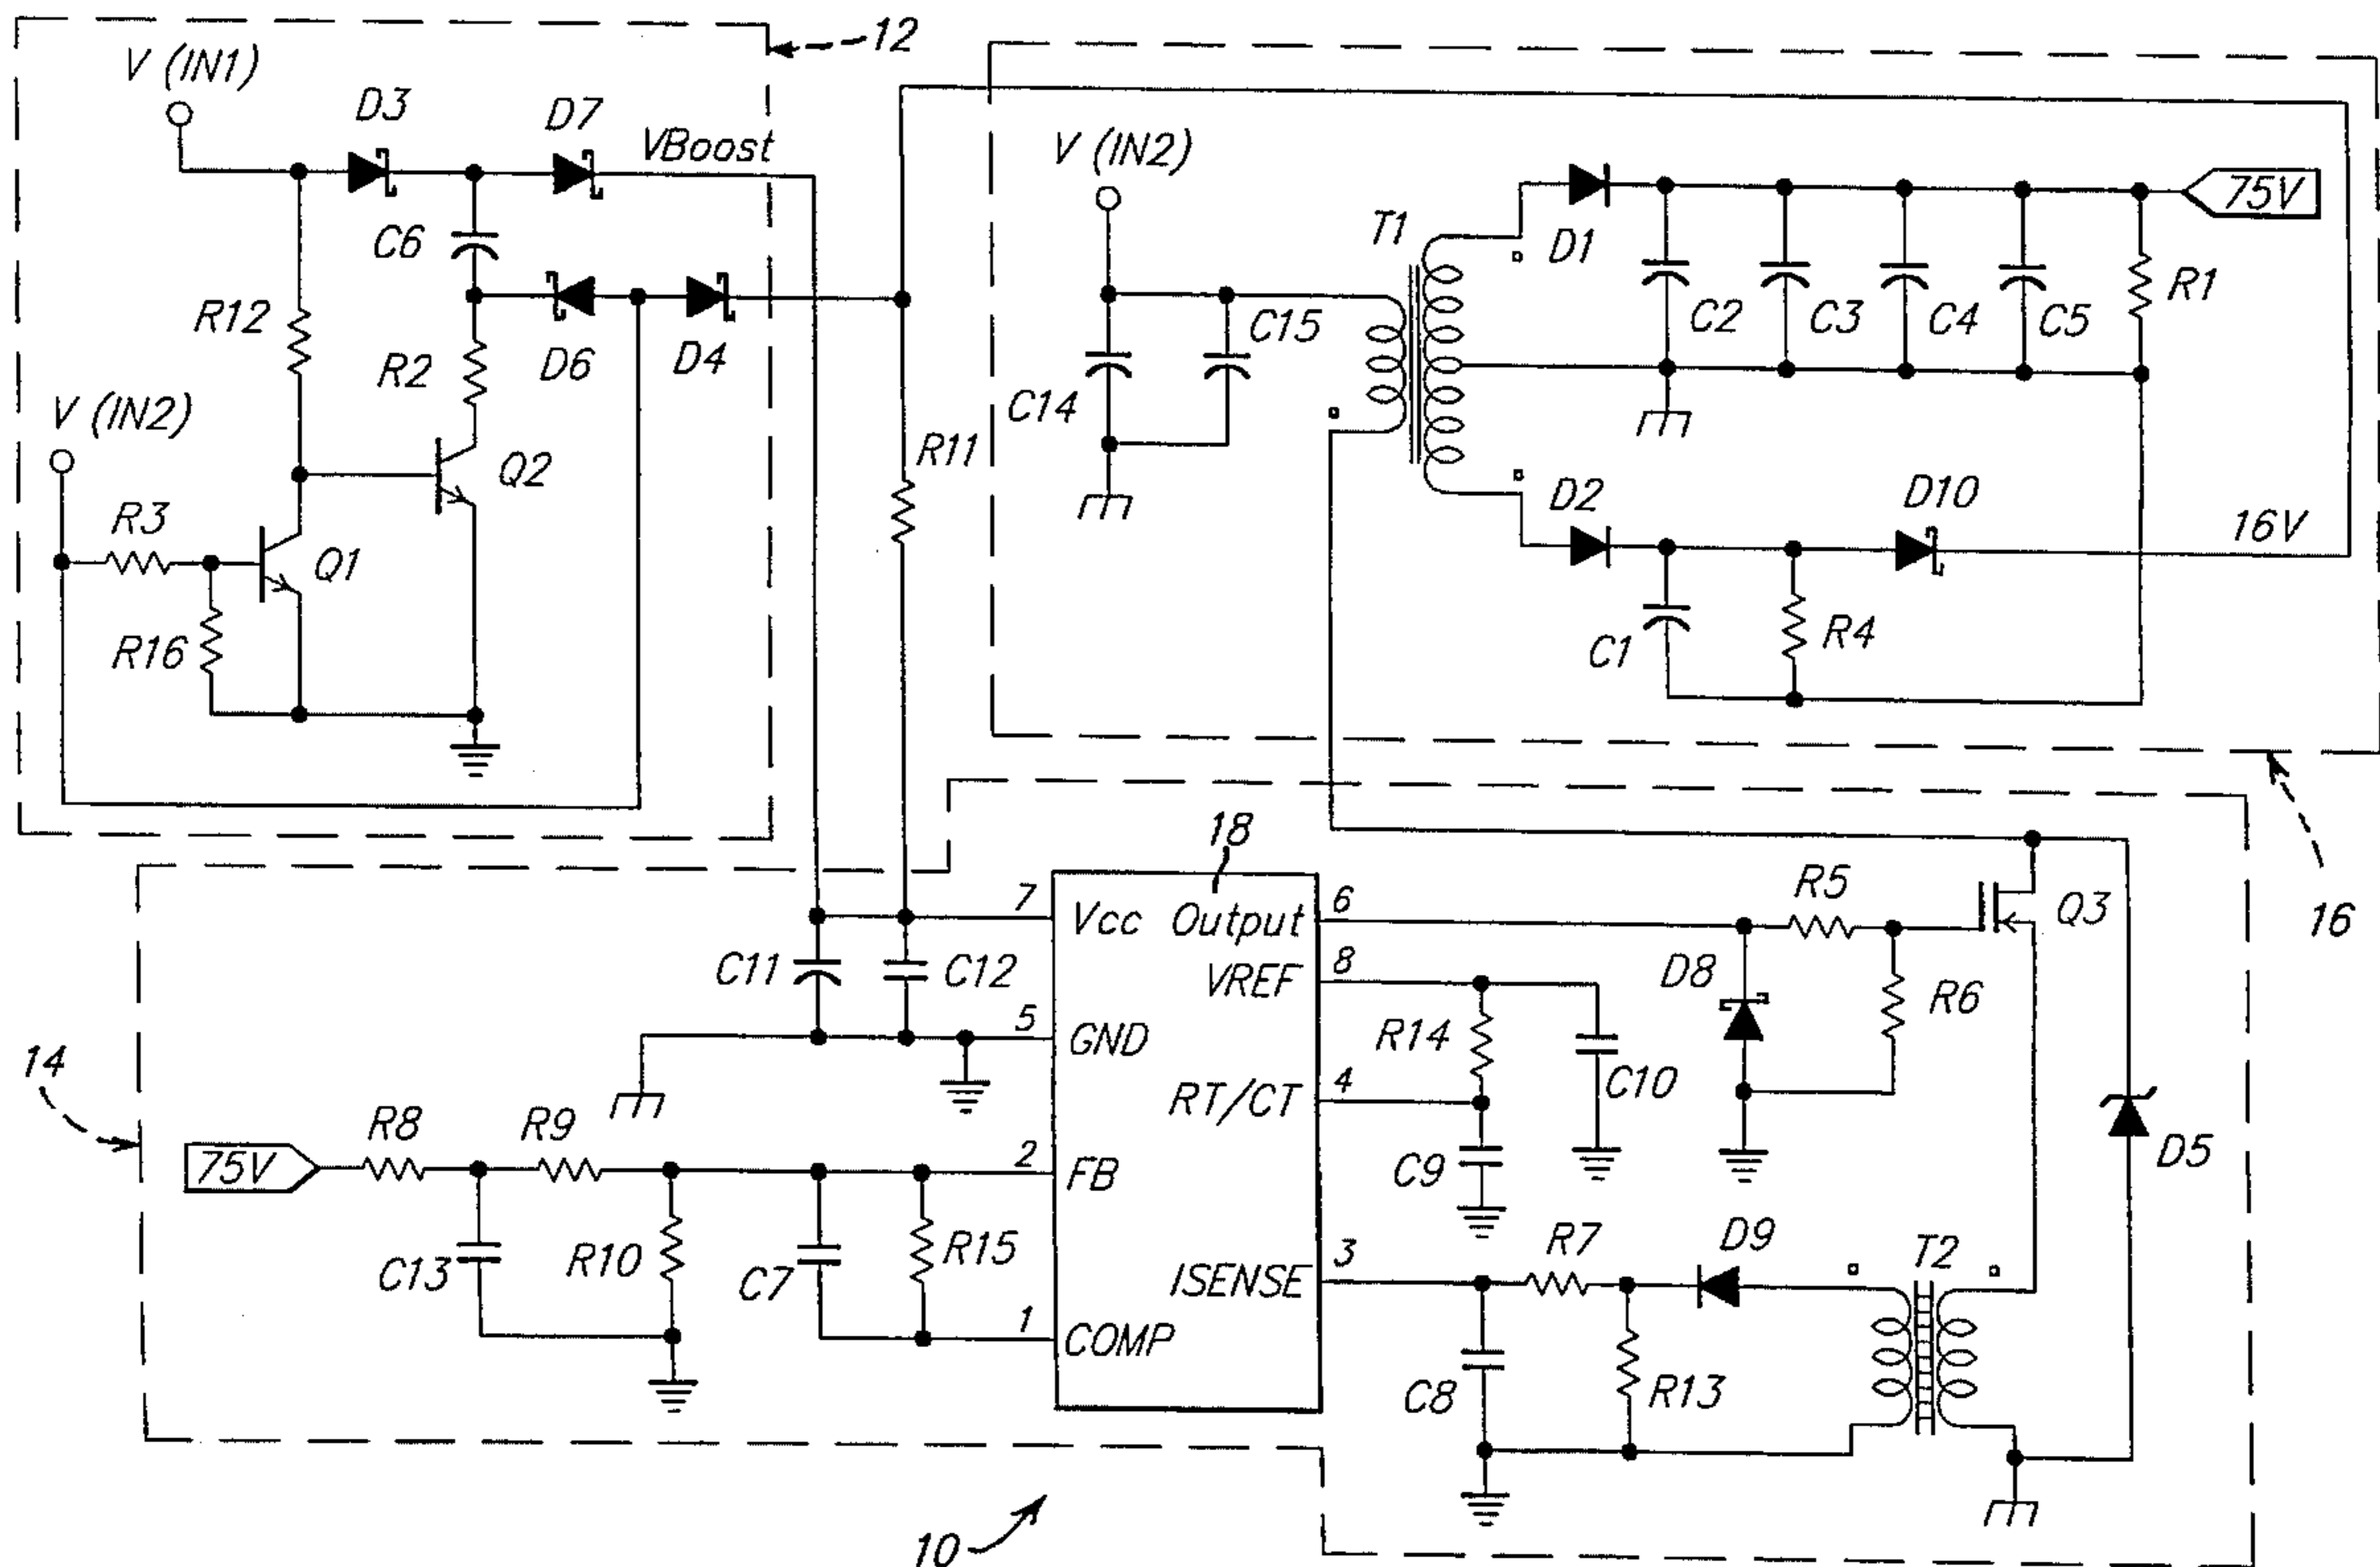 12
V (IN1)
D3
D7
VBoost
C6
R12
R2
D6
D4
V (IN2)
R3
Q1
Q2
R16
R11
V (IN2)
T1
D1
75V
C2
C3
C4
C5
R1
C15
C14
D2
D10
16V
C1
R4
16
14
18
7
Vcc
Output
6
VREF
8
C11
C12
5
GND
RT/CT
4
75V
R8
R9
2
FB
C13
R10
C7
R15
ISENSE
3
1
COMP
R5
Q3
D8
R6
R14
C10
C9
D5
R7
D9
T2
C8
R13
10